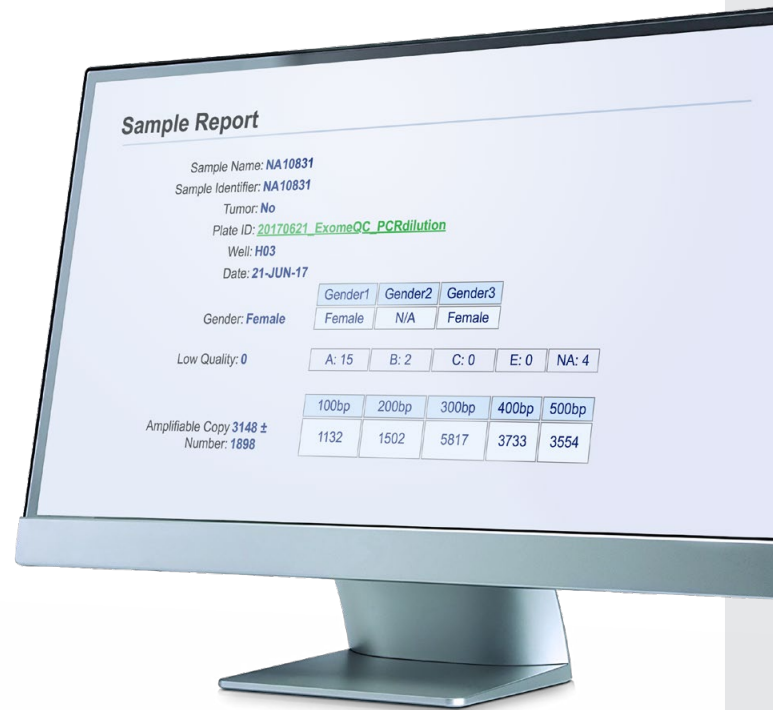 Sample Report
Sample Name: NA10831
Sample Identifier: NA10831
Tumor: No
Plate ID: 20170621_ExomeQC_PCRdilution
Well: H03
Date: 21-JUN-17
Gender1 Gender2 Gender3
Gender: Female Female N/A Female
Low Quality: 0 A: 15 B: 2 C: 0 E: 0 NA: 4
100bp 200bp 300bp 400bp 500bp
Amplifiable Copy 3148 ±
Number: 1898 1132 1502 5817 3733 3554